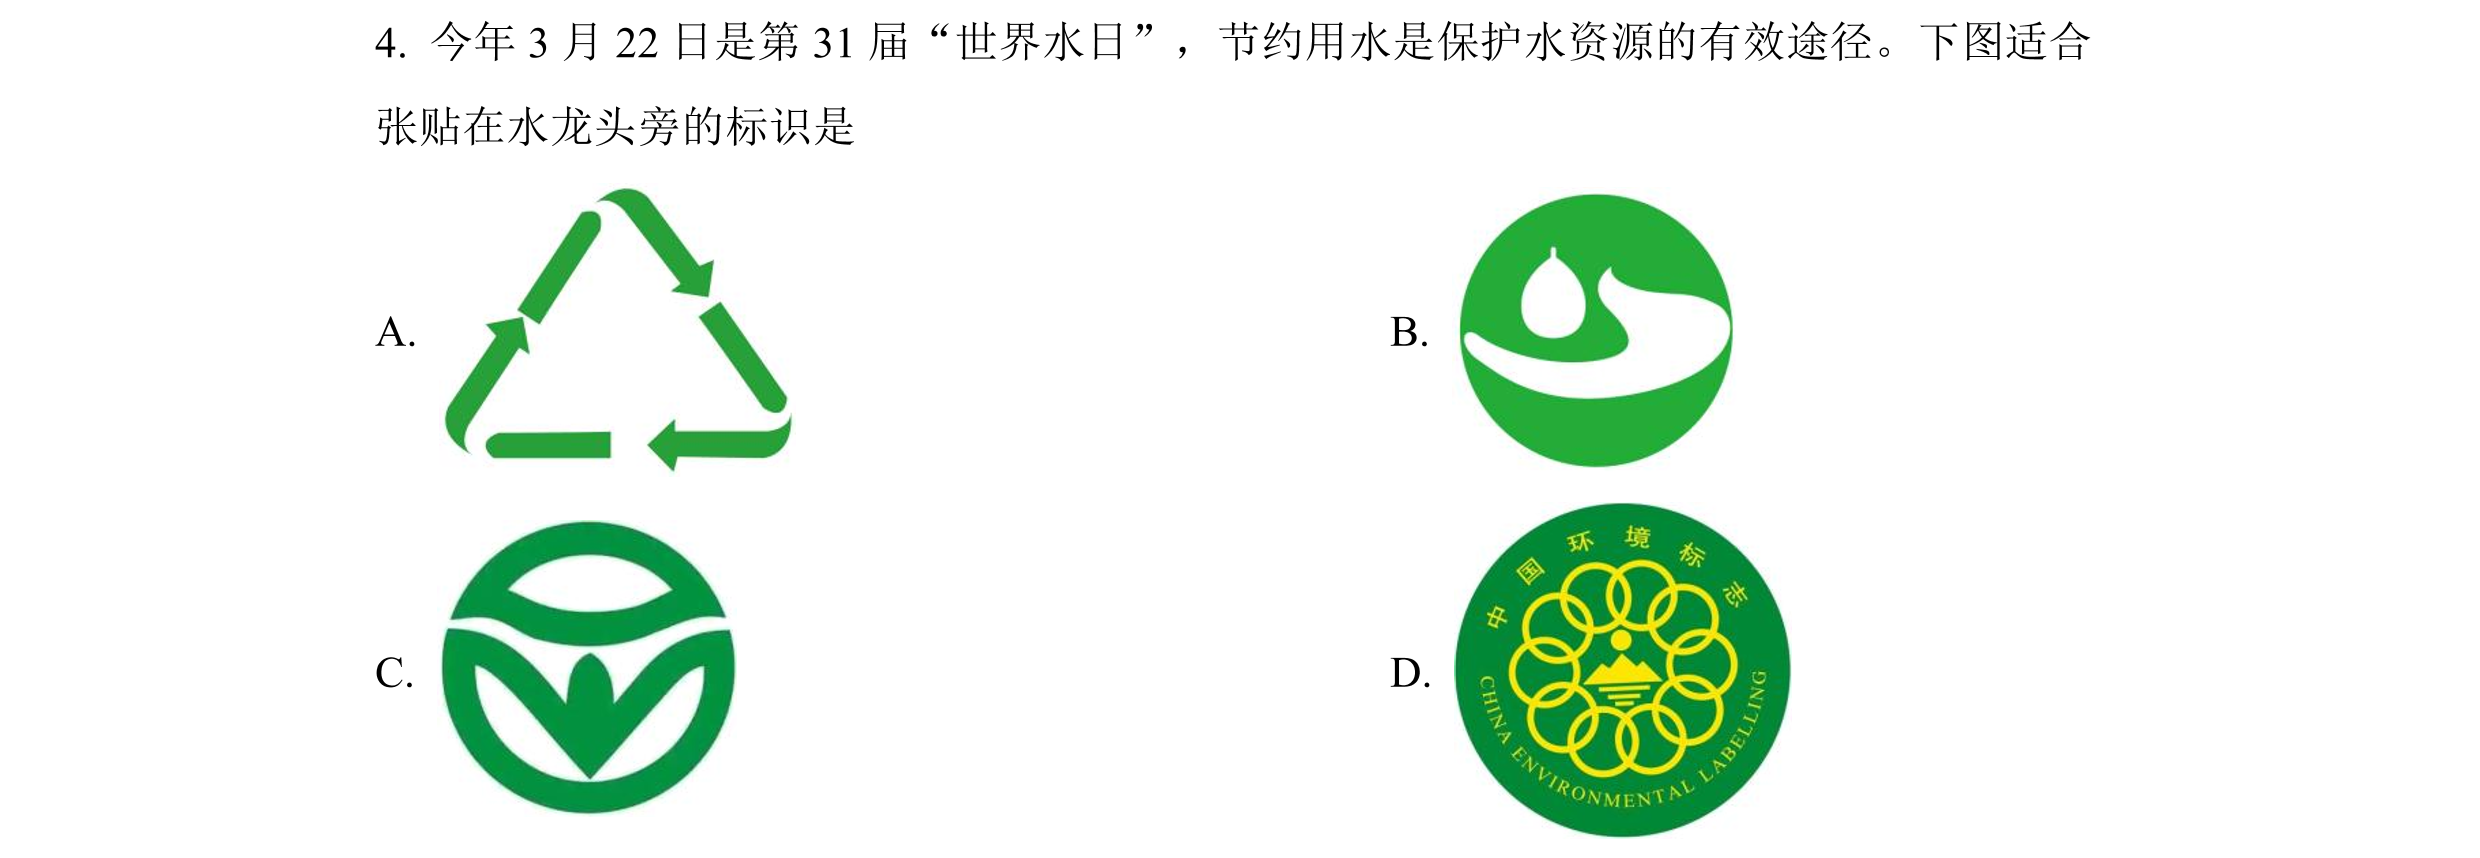 4. 今年 3 月 22 日是第 31 届“世界水日”，节约用水是保护水资源的有效途径。下图适合
张贴在水龙头旁的标识是
A.
B.
C.
D.
中国环境标志
CHINA ENVIRONMENTAL LABELLING